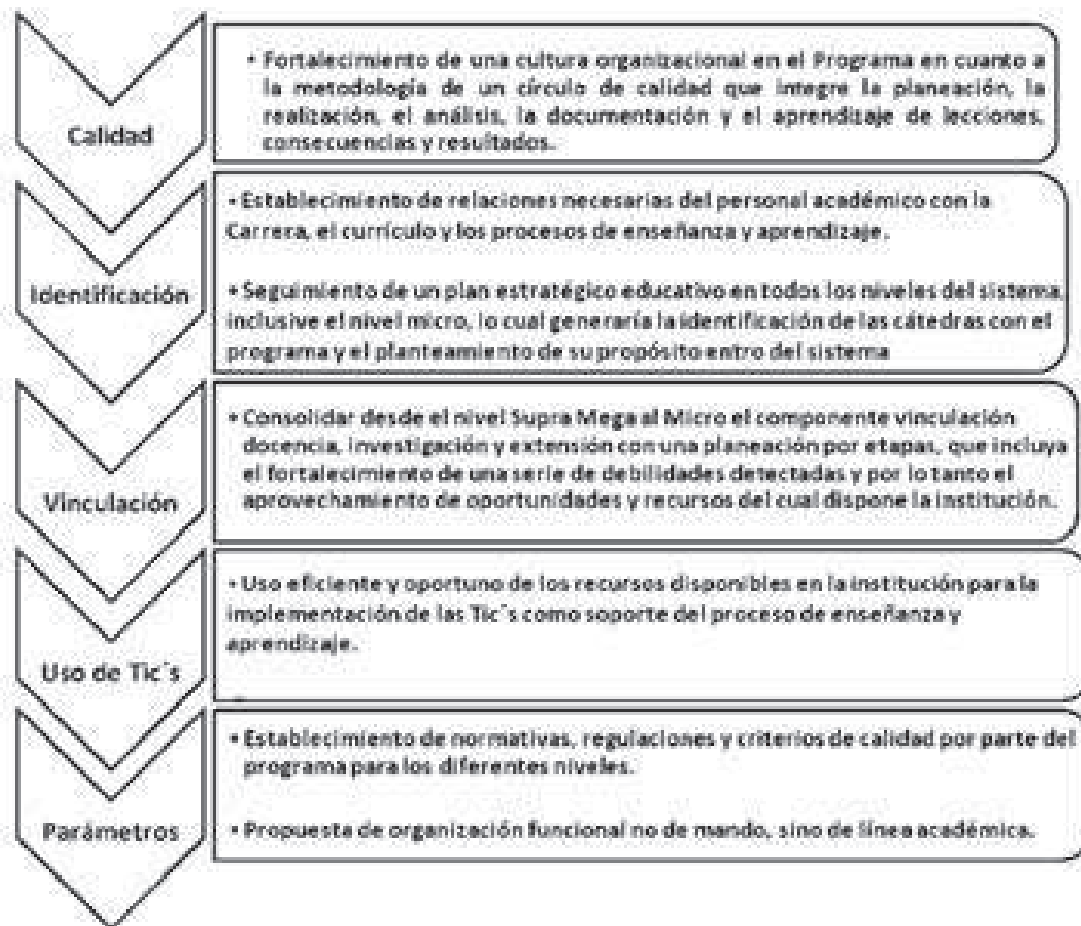 Calidad
• Fortalecimiento de una cultura organizacional en el Programa en cuanto a
la metodología de un círculo de calidad que integre la planeación, la
realización, el análisis, la documentación y el aprendizaje de lecciones,
consecuencias y resultados.
Identificación
• Establecimiento de relaciones necesarias del personal académico con la
Carrera, el currículo y los procesos de enseñanza y aprendizaje.
• Seguimiento de un plan estratégico educativo en todos los niveles del sistema,
inclusive el nivel micro, lo cual generaría la identificación de las cátedras con el
programa y el planteamiento de su propósito entro del sistema
Vinculación
• Consolidar desde el nivel Supra Mega al Micro el componente vinculación
docencia, investigación y extensión con una planeación por etapas, que incluya
el fortalecimiento de una serie de debilidades detectadas y por lo tanto el
aprovechamiento de oportunidades y recursos del cual dispone la institución.
Uso de Tic´s
• Uso eficiente y oportuno de los recursos disponibles en la institución para la
implementación de las Tic´s como soporte del proceso de enseñanza y
aprendizaje.
Parámetros
• Establecimiento de normativas, regulaciones y criterios de calidad por parte del
programa para los diferentes niveles.
• Propuesta de organización funcional no de mando, sino de línea académica.